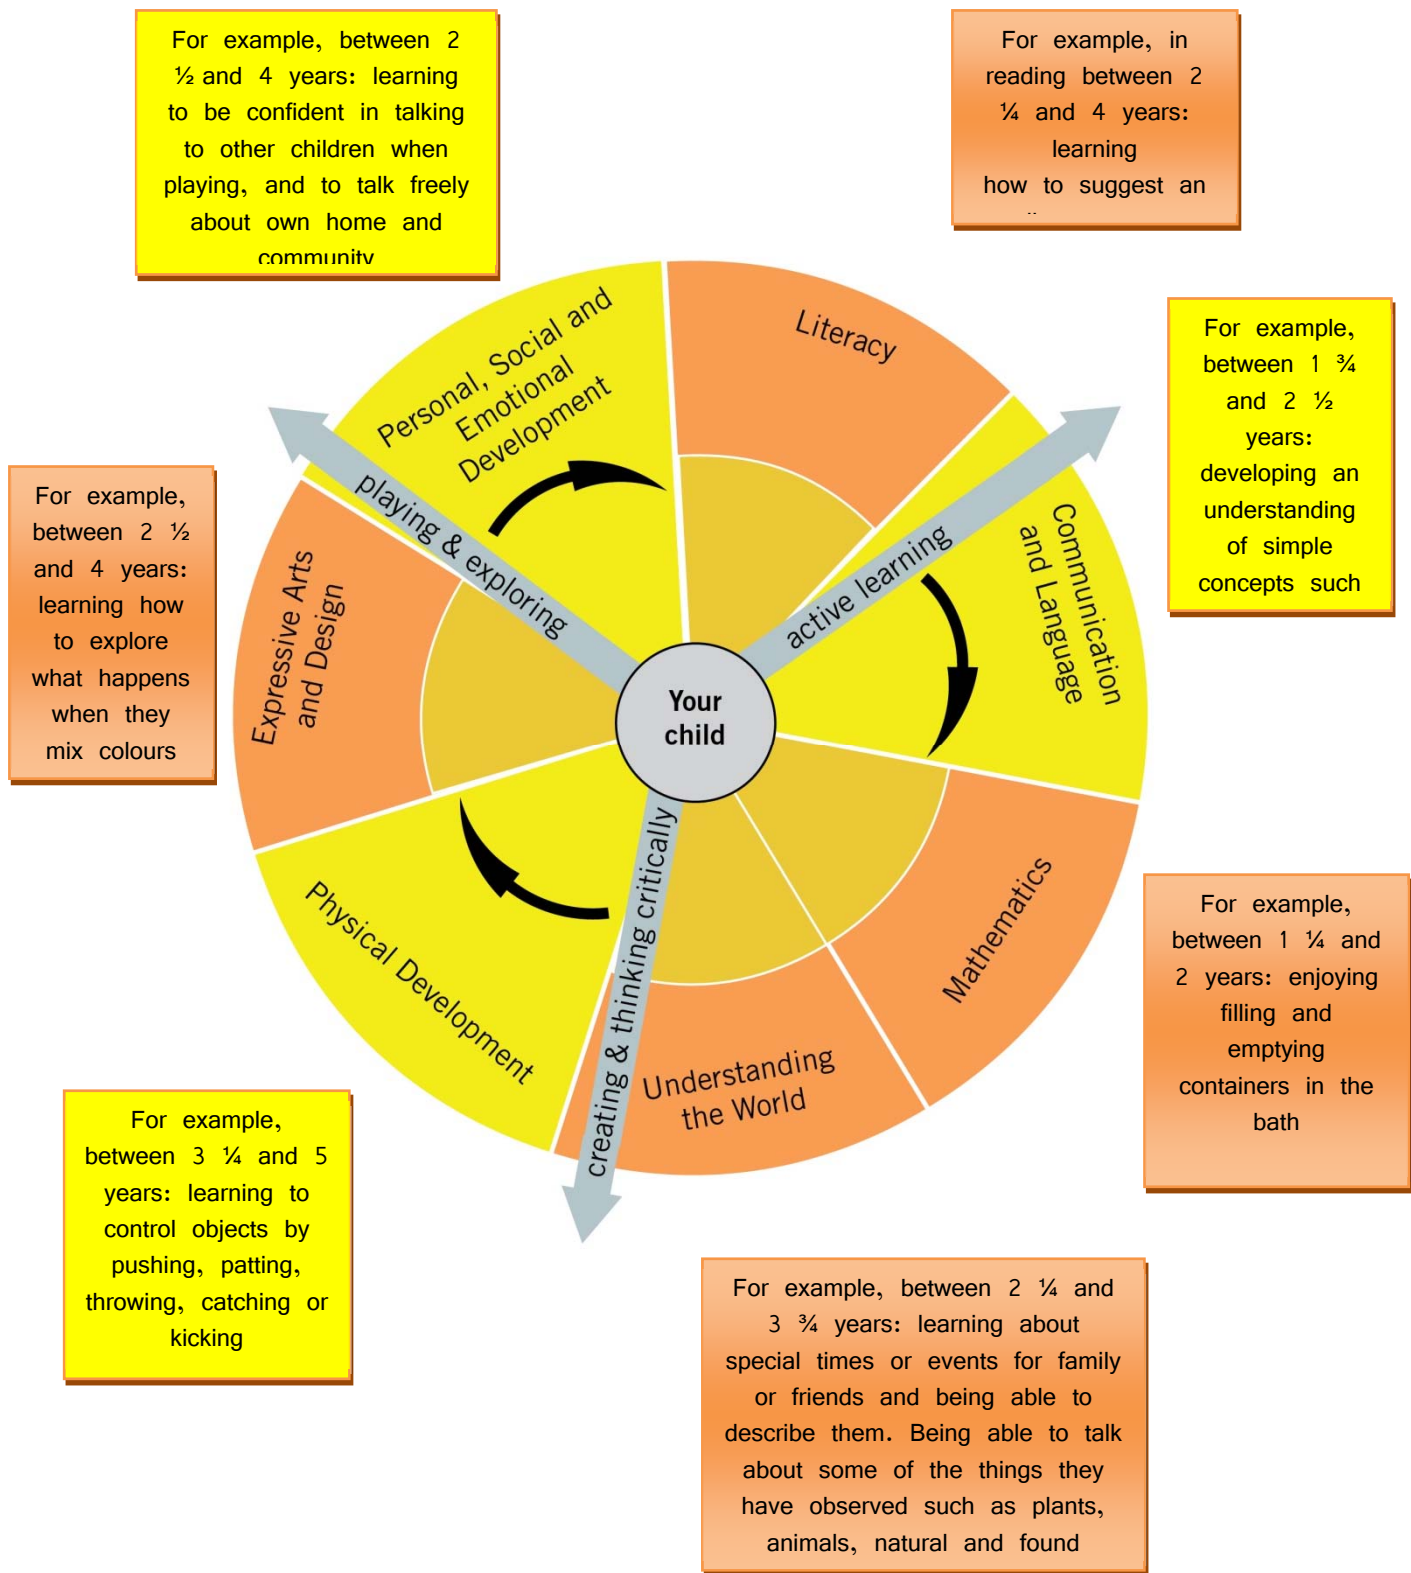 For example, between 2
½ and 4 years: learning
to be confident in talking
to other children when
playing, and to talk freely
about own home and
community
For example, in
reading between 2
¼ and 4 years:
learning
how to suggest an
For example,
between 1 ¾
and 2 ½
years:
developing an
understanding
of simple
concepts such
Personal, Social and
Emotional
Development
Literacy
Communication
and Language
playing & exploring
active learning
For example,
between 2 ½
and 4 years:
learning how
to explore
what happens
when they
mix colours
Expressive Arts
and Design
Your
child
creating & thinking critically
Mathematics
Physical Development
Understanding
the World
For example,
between 1 ¼ and
2 years: enjoying
filling and
emptying
containers in the
bath
For example,
between 3 ¼ and 5
years: learning to
control objects by
pushing, patting,
throwing, catching or
kicking
For example, between 2 ¼ and
3 ¾ years: learning about
special times or events for family
or friends and being able to
describe them. Being able to talk
about some of the things they
have observed such as plants,
animals, natural and found